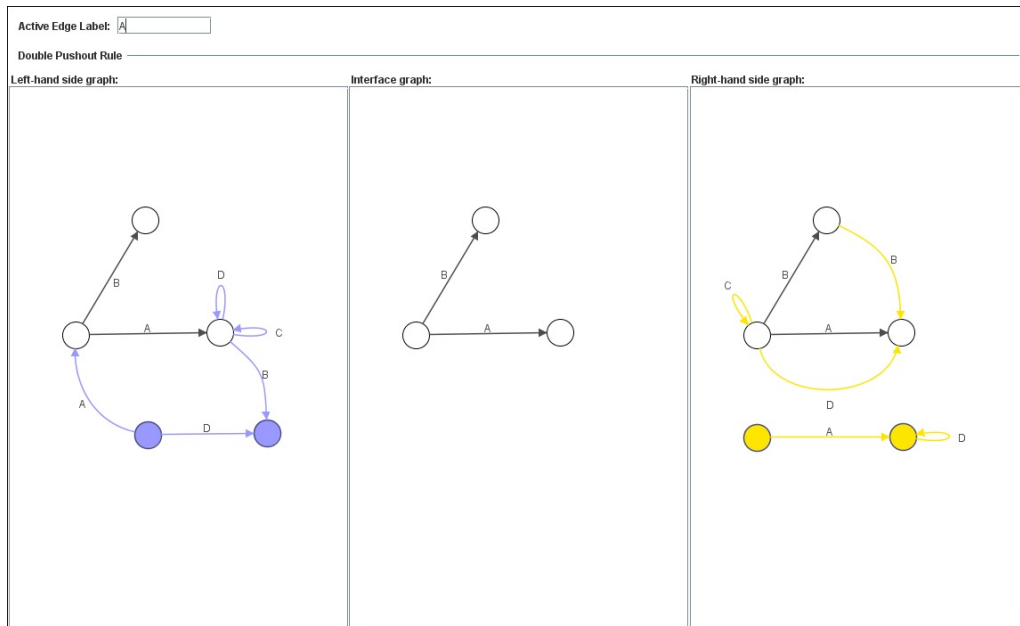 Active Edge Label: A
Double Pushout Rule
Left-hand side graph:
B
D
A
C
A
B
D
Interface graph:
B
A
Right-hand side graph:
B
B
C
A
D
A
D